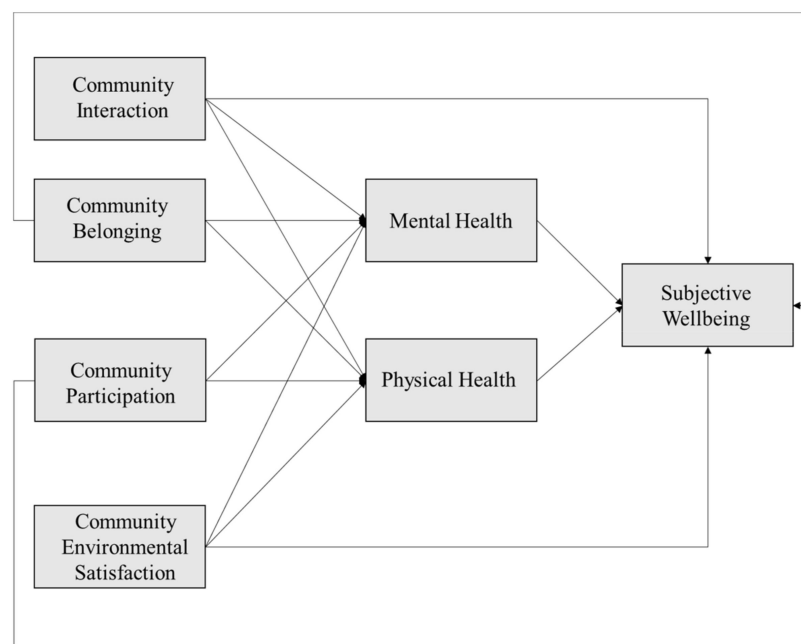 Community
Interaction
Community
Belonging
Mental Health
Subjective
Wellbeing
Community
Participation
Physical Health
Community
Environmental
Satisfaction